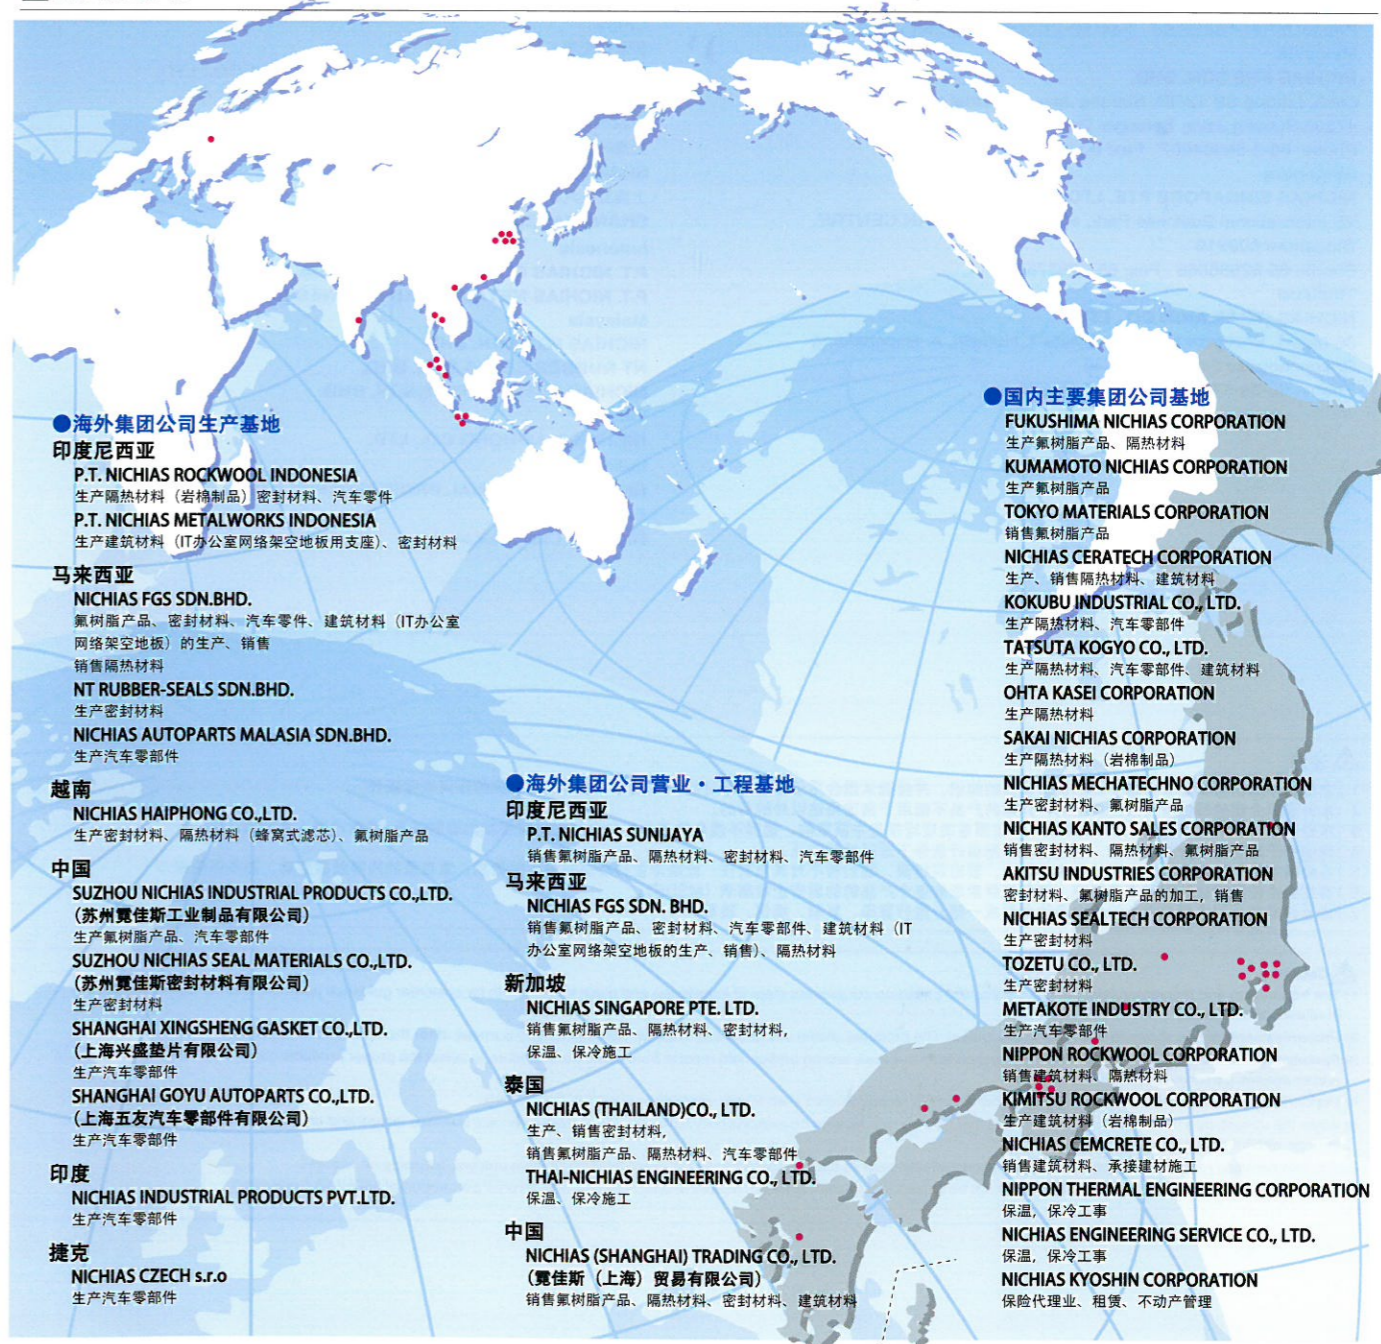 ●海外集团公司生产基地
印度尼西亚
P.T. NICHIAS ROCKWOOL INDONESIA
生产隔热材料（岩棉制品）密封材料、汽车零件
P.T. NICHIAS METALWORKS INDONESIA
生产建筑材料（IT办公室网络架空地板用支座）、密封材料
马来西亚
NICHIAS FGS SDN.BHD.
氟树脂产品、密封材料、汽车零件、建筑材料（IT办公室
网络架空地板）的生产、销售
销售隔热材料
NT RUBBER-SEALS SDN.BHD.
生产密封材料
NICHIAS AUTOPARTS MALASIA SDN.BHD.
生产汽车零部件
越南
NICHIAS HAIPHONG CO.,LTD.
生产密封材料、隔热材料（蜂窝式滤芯）、氟树脂产品
中国
SUZHOU NICHIAS INDUSTRIAL PRODUCTS CO.,LTD.
（苏州霓佳斯工业制品有限公司）
生产氟树脂产品、汽车零部件
SUZHOU NICHIAS SEAL MATERIALS CO.,LTD.
（苏州霓佳斯密封材料有限公司）
生产密封材料
SHANGHAI XINGSHENG GASKET CO.,LTD.
（上海兴盛垫片有限公司）
生产汽车零部件
SHANGHAI GOYU AUTOPARTS CO.,LTD.
（上海五友汽车零部件有限公司）
生产汽车零部件
印度
NICHIAS INDUSTRIAL PRODUCTS PVT.LTD.
生产汽车零部件
捷克
NICHIAS CZECH s.r.o
生产汽车零部件
●海外集团公司营业・工程基地
印度尼西亚
P.T. NICHIAS SUNIJAYA
销售氟树脂产品、隔热材料、密封材料、汽车零部件
马来西亚
NICHIAS FGS SDN. BHD.
销售氟树脂产品、密封材料、汽车零部件、建筑材料（IT
办公室网络架空地板的生产、销售）、隔热材料
新加坡
NICHIAS SINGAPORE PTE. LTD.
销售氟树脂产品、隔热材料、密封材料，
保温、保冷施工
泰国
NICHIAS (THAILAND)CO., LTD.
生产、销售密封材料，
销售氟树脂产品、隔热材料、汽车零部件
THAI-NICHIAS ENGINEERING CO., LTD.
保温、保冷施工
中国
NICHIAS (SHANGHAI) TRADING CO., LTD.
（霓佳斯（上海）贸易有限公司）
销售氟树脂产品、隔热材料、密封材料、建筑材料
●国内主要集团公司基地
FUKUSHIMA NICHIAS CORPORATION
生产氟树脂产品、隔热材料
KUMAMOTO NICHIAS CORPORATION
生产氟树脂产品
TOKYO MATERIALS CORPORATION
销售氟树脂产品
NICHIAS CERATECH CORPORATION
生产、销售隔热材料、建筑材料
KOKUBU INDUSTRIAL CO., LTD.
生产隔热材料、汽车零部件
TATSUTA KOGYO CO., LTD.
生产隔热材料、汽车零部件、建筑材料
OHTA KASEI CORPORATION
生产隔热材料
SAKAI NICHIAS CORPORATION
生产隔热材料（岩棉制品）
NICHIAS MECHATECHNO CORPORATION
生产密封材料、氟树脂产品
NICHIAS KANTO SALES CORPORATION
销售密封材料、隔热材料、氟树脂产品
AKITSU INDUSTRIES CORPORATION
密封材料、氟树脂产品的加工，销售
NICHIAS SEALTECH CORPORATION
生产密封材料
TOZETU CO., LTD.
生产密封材料
METAKOTE INDUSTRY CO., LTD.
生产汽车零部件
NIPPON ROCKWOOL CORPORATION
销售建筑材料、隔热材料
KIMITSU ROCKWOOL CORPORATION
生产建筑材料（岩棉制品）
NICHIAS CEMCRETE CO., LTD.
销售建筑材料、承接建材施工
NIPPON THERMAL ENGINEERING CORPORATION
保温，保冷工事
NICHIAS ENGINEERING SERVICE CO., LTD.
保温，保冷工事
NICHIAS KYOSHIN CORPORATION
保险代理业、租赁、不动产管理